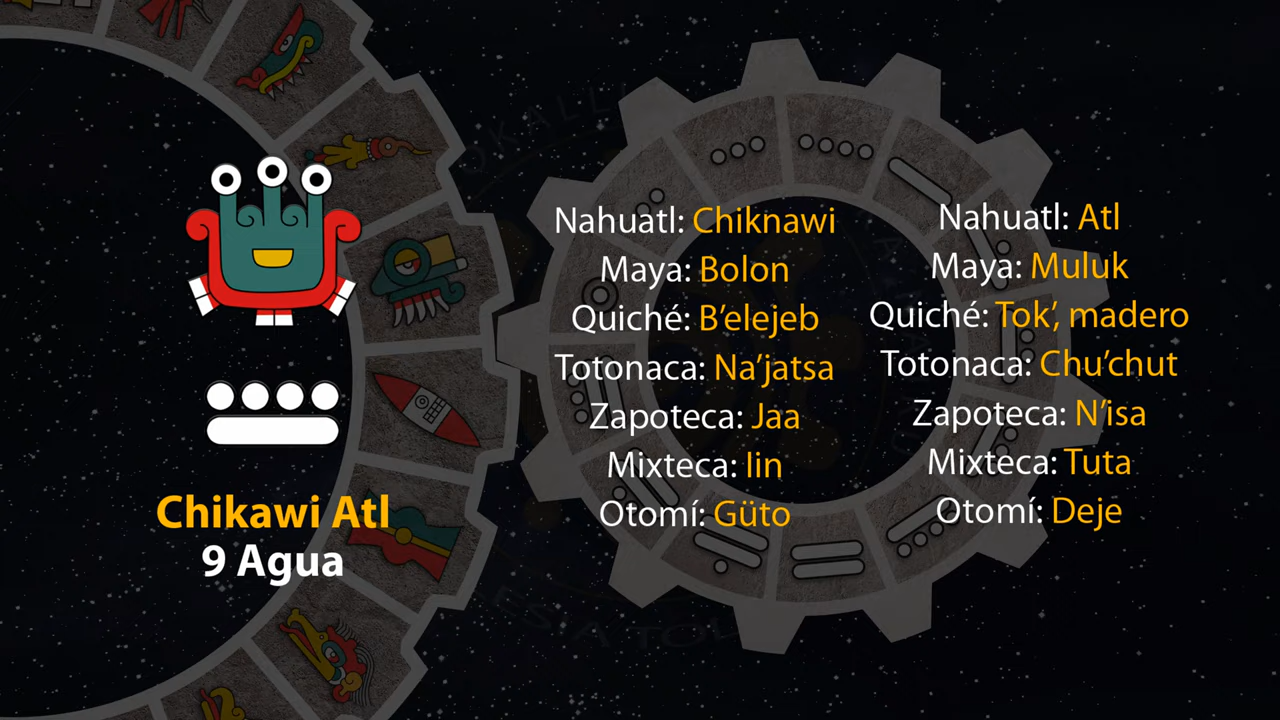 Nahuatl: Chiknawi
Maya: Bolon
Quiché: B'elejeb
Totonaca: Na'jatsa
Zapoteca: Jaa
Mixteca: Iin
Otomí: Güto
Nahuatl: Atl
Maya: Muluk
Quiché: Tok', madero
Totonaca: Chu'chut
Zapoteca: N'isa
Mixteca: Tuta
Otomí: Deje
Chikawi Atl
9 Agua